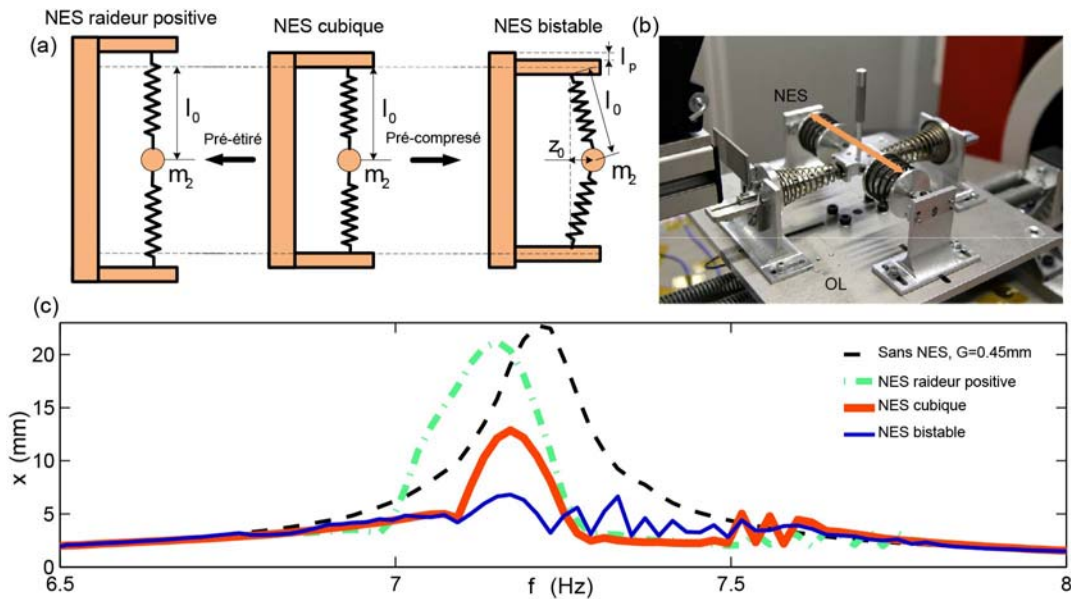 NES raideur positive
NES cubique
NES bistable
(a)
(b)
l₀
l₀
l₀
lₚ
Pré-étiré
Pré-compresé
z₀
m₂
m₂
m₂
NES
OL
(c)
20
15
10
5
0
x (mm)
Sans NES, G=0.45mm
NES raideur positive
NES cubique
NES bistable
6.5
7
7.5
8
f (Hz)